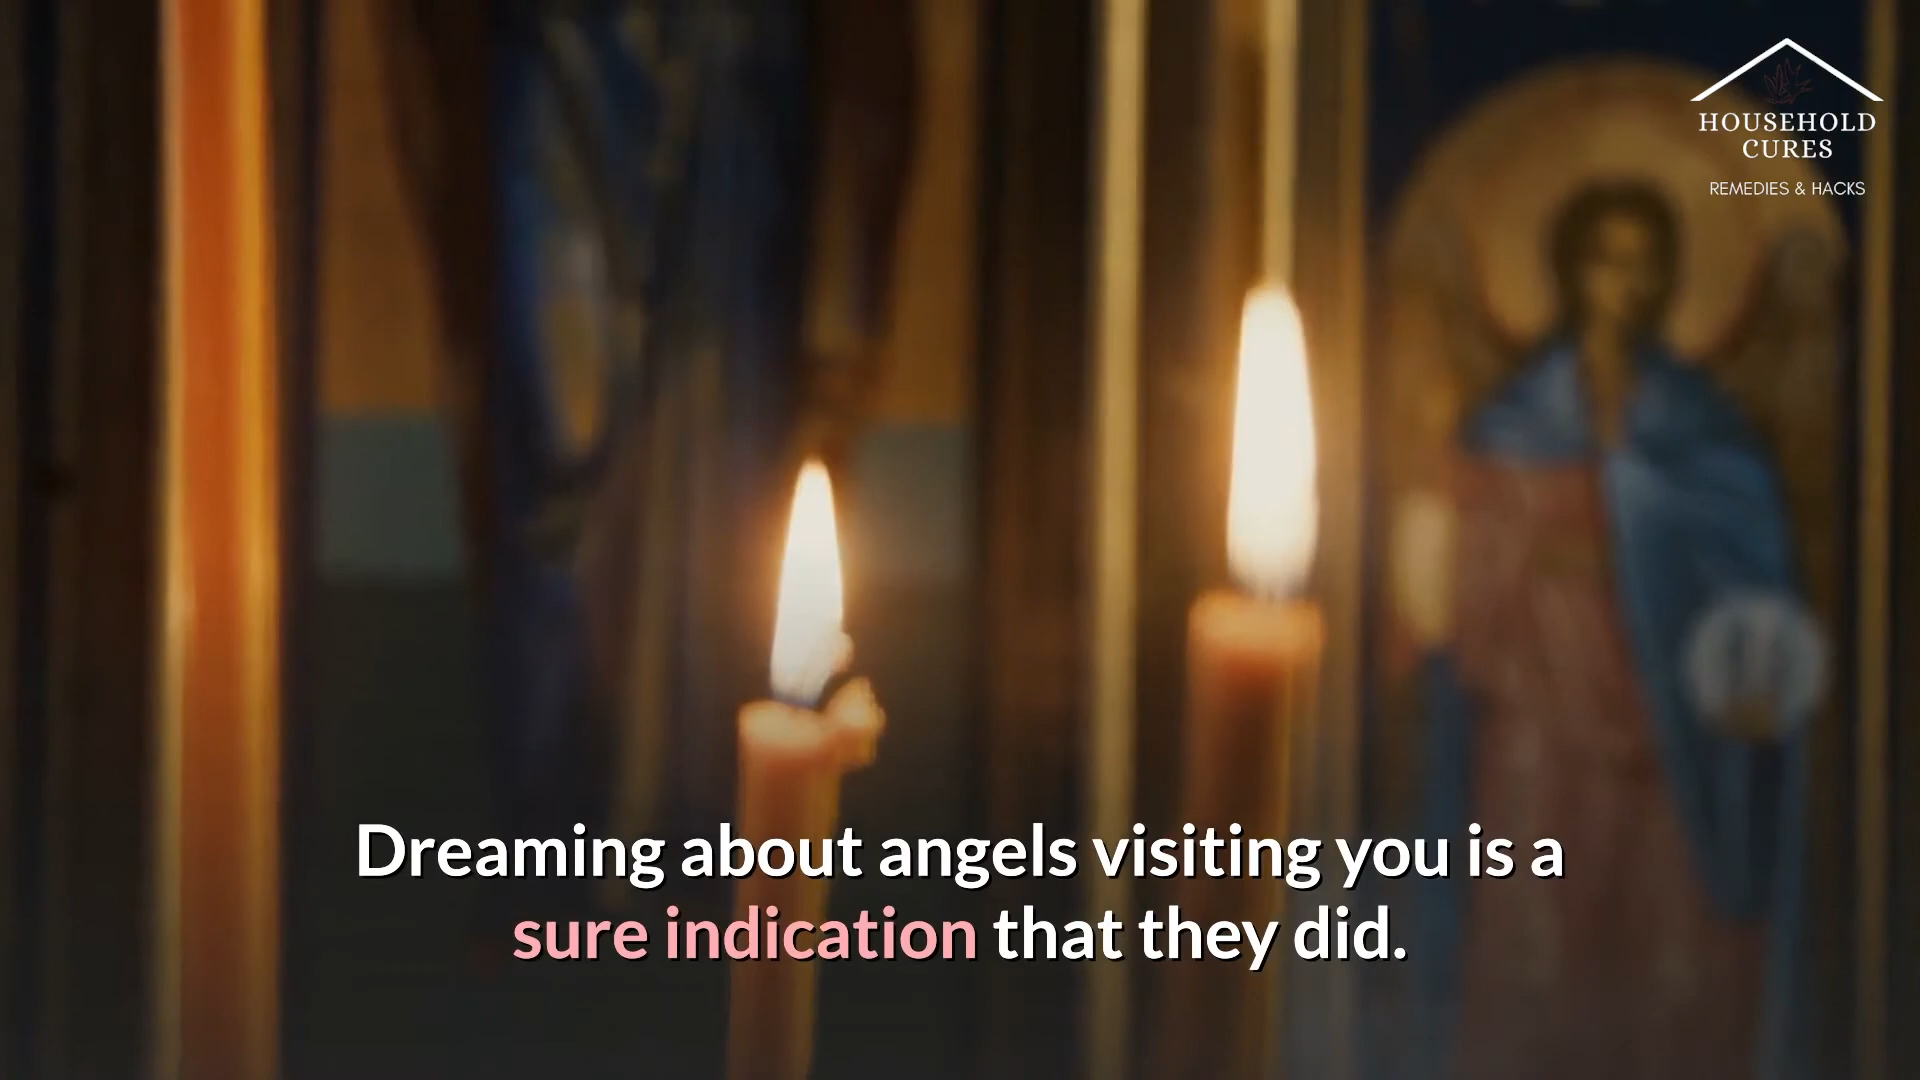 HOUSEHOLD
CURES
REMEDIES & HACKS
Dreaming about angels visiting you is a
sure indication that they did.